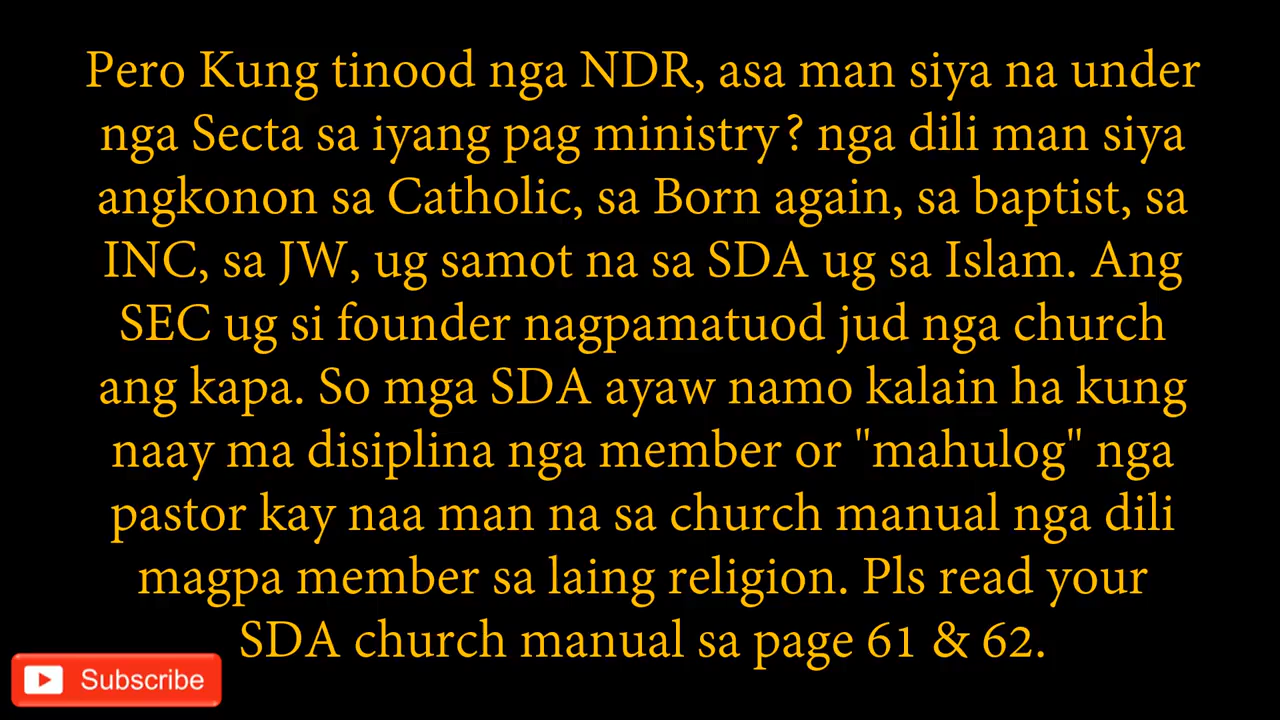 Pero Kung tinood nga NDR, asa man siya na under
nga Secta sa iyang pag ministry? nga dili man siya
angkonon sa Catholic, sa Born again, sa baptist, sa
INC, sa JW, ug samot na sa SDA ug sa Islam. Ang
SEC ug si founder nagpamatuod jud nga church
ang kapa. So mga SDA ayaw namo kalain ha kung
naay ma disiplina nga member or "mahulog" nga
pastor kay naa man na sa church manual nga dili
magpa member sa laing religion. Pls read your
SDA church manual sa page 61 & 62.
Subscribe